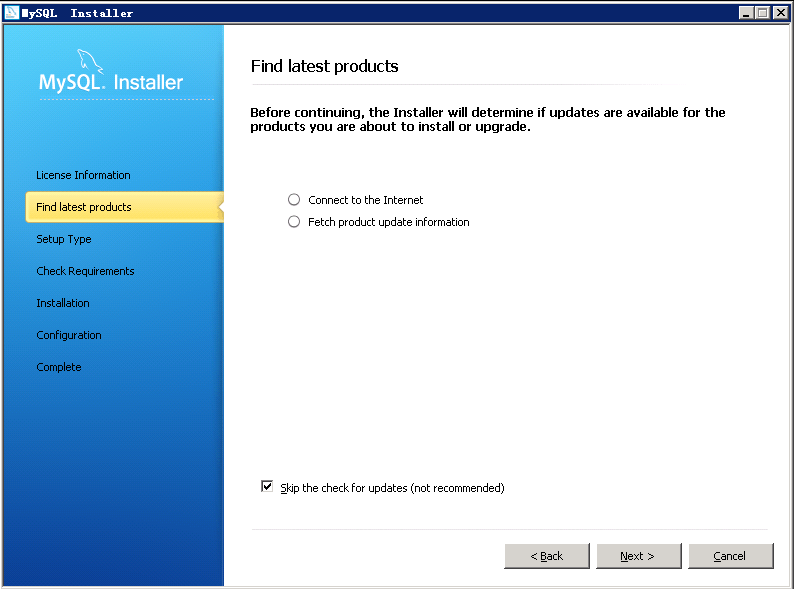 MySQL Installer
MySQL. Installer
License Information
Find latest products
Setup Type
Check Requirements
Installation
Configuration
Complete
Find latest products
Before continuing, the Installer will determine if updates are available for the
products you are about to install or upgrade.
Connect to the Internet
Fetch product update information
Skip the check for updates (not recommended)
< Back
Next >
Cancel